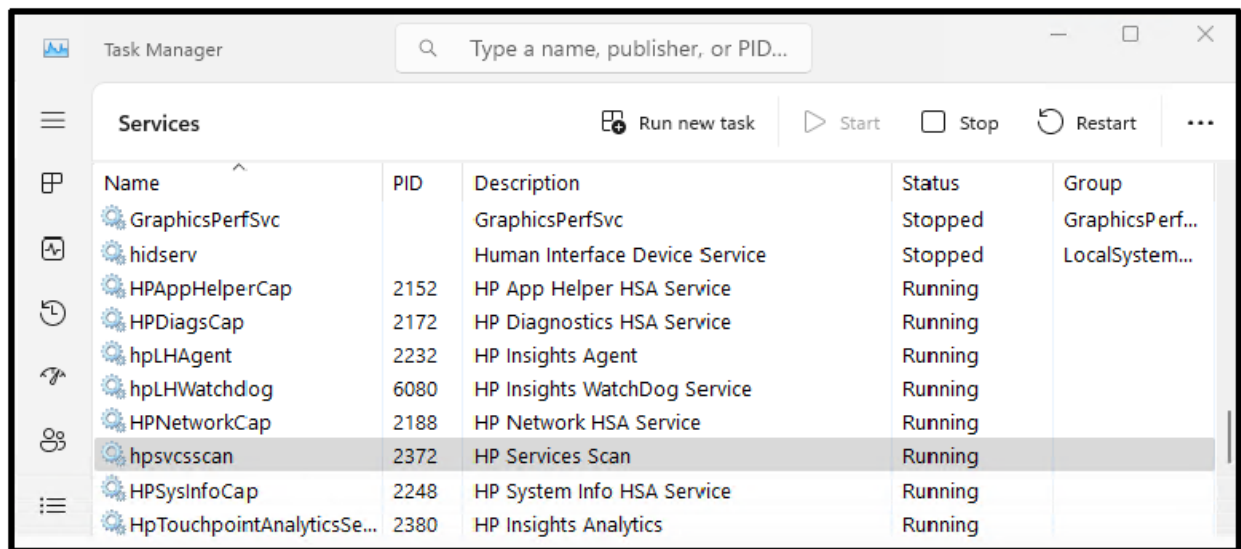 Task Manager Type a name, publisher, or PID...
Services Run new task Start Stop Restart
Name PID Description Status Group
GraphicsPerfSvc GraphicsPerfSvc Stopped GraphicsPerf...
hidserv Human Interface Device Service Stopped LocalSystem...
HPAppHelperCap 2152 HP App Helper HSA Service Running
HPDiagsCap 2172 HP Diagnostics HSA Service Running
hpLHAgent 2232 HP Insights Agent Running
hpLHWatchdog 6080 HP Insights WatchDog Service Running
HPNetworkCap 2188 HP Network HSA Service Running
hpsvcsscan 2372 HP Services Scan Running
HPSysInfoCap 2248 HP System Info HSA Service Running
HpTouchpointAnalyticsSe... 2380 HP Insights Analytics Running